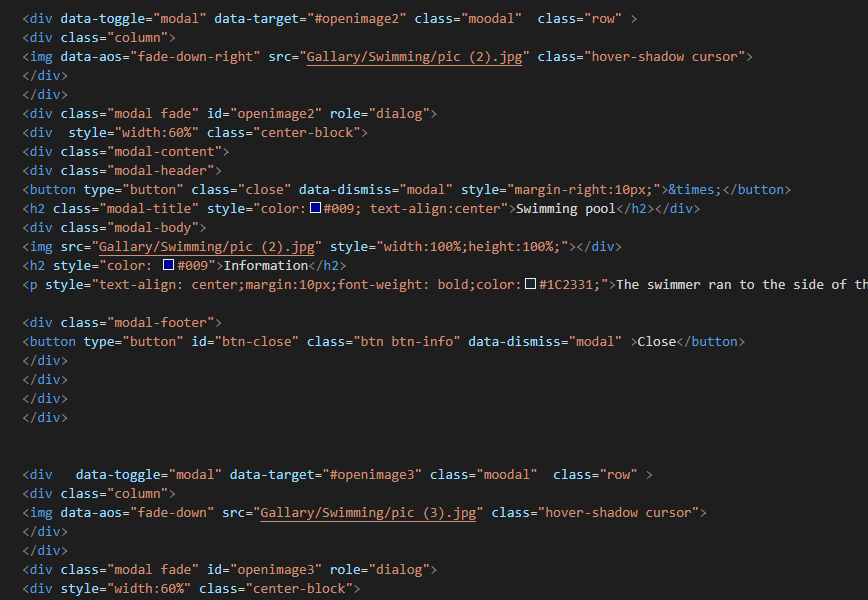 <div data-toggle="modal" data-target="#openimage2" class="moodal"  class="row" >
<div class="column">
<img data-aos="fade-down-right" src="Gallary/Swimming/pic (2).jpg" class="hover-shadow cursor">
</div>
</div>
<div class="modal fade" id="openimage2" role="dialog">
<div  style="width:60%" class="center-block">
<div class="modal-content">
<div class="modal-header">
<button type="button" class="close" data-dismiss="modal" style="margin-right:10px;">&times;</button>
<h2 class="modal-title" style="color:#009; text-align:center">Swimming pool</h2></div>
<div class="modal-body">
<img src="Gallary/Swimming/pic (2).jpg" style="width:100%;height:100%;"></div>
<h2 style="color: #009">Information</h2>
<p style="text-align: center;margin:10px;font-weight: bold;color:#1C2331;">The swimmer ran to the side of th
<div class="modal-footer">
<button type="button" id="btn-close" class="btn btn-info" data-dismiss="modal" >Close</button>
</div>
</div>
</div>
</div>
<div   data-toggle="modal" data-target="#openimage3" class="moodal"  class="row" >
<div class="column">
<img data-aos="fade-down" src="Gallary/Swimming/pic (3).jpg" class="hover-shadow cursor">
</div>
</div>
<div class="modal fade" id="openimage3" role="dialog">
<div style="width:60%" class="center-block">